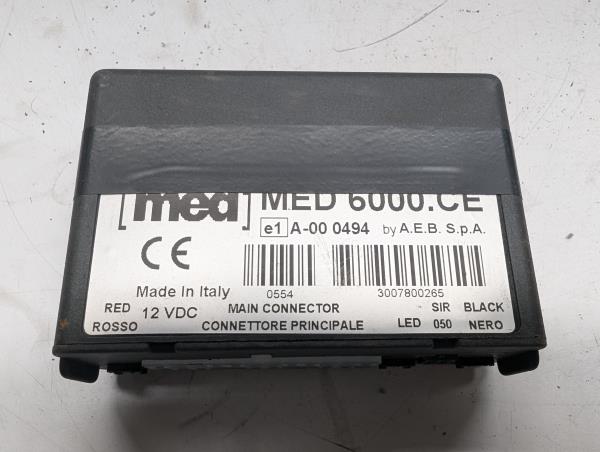 [med] MED 6000.CE
e1 A-00 0494 by A.E.B. S.p.A.
CE
Made In Italy 0554 3007800265
RED 12 VDC MAIN CONNECTOR SIR BLACK
ROSSO CONNETTORE PRINCIPALE LED 050 NERO